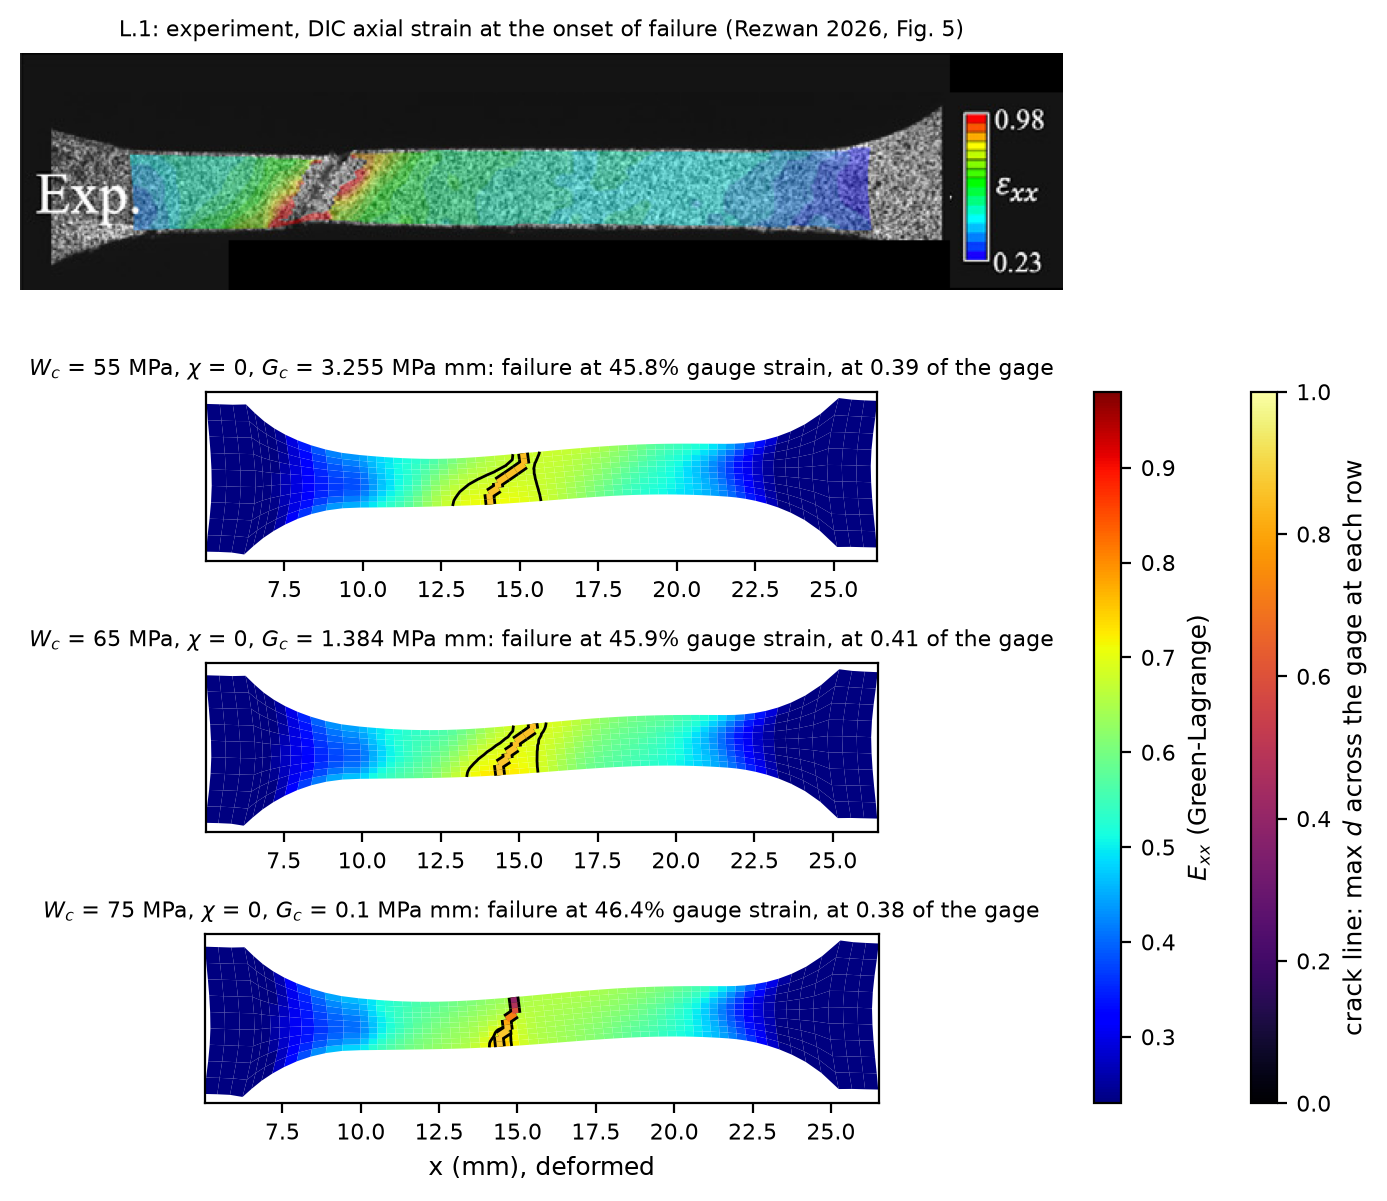 L.1: experiment, DIC axial strain at the onset of failure (Rezwan 2026, Fig. 5)
Exp.
0.98
εxx
0.23
Wc = 55 MPa, χ = 0, Gc = 3.255 MPa mm: failure at 45.8% gauge strain, at 0.39 of the gage
7.5 10.0 12.5 15.0 17.5 20.0 22.5 25.0
Wc = 65 MPa, χ = 0, Gc = 1.384 MPa mm: failure at 45.9% gauge strain, at 0.41 of the gage
7.5 10.0 12.5 15.0 17.5 20.0 22.5 25.0
Wc = 75 MPa, χ = 0, Gc = 0.1 MPa mm: failure at 46.4% gauge strain, at 0.38 of the gage
7.5 10.0 12.5 15.0 17.5 20.0 22.5 25.0
x (mm), deformed
0.9
0.8
0.7
0.6
0.5
0.4
0.3
Exx (Green-Lagrange)
1.0
0.8
0.6
0.4
0.2
0.0
crack line: max d across the gage at each row